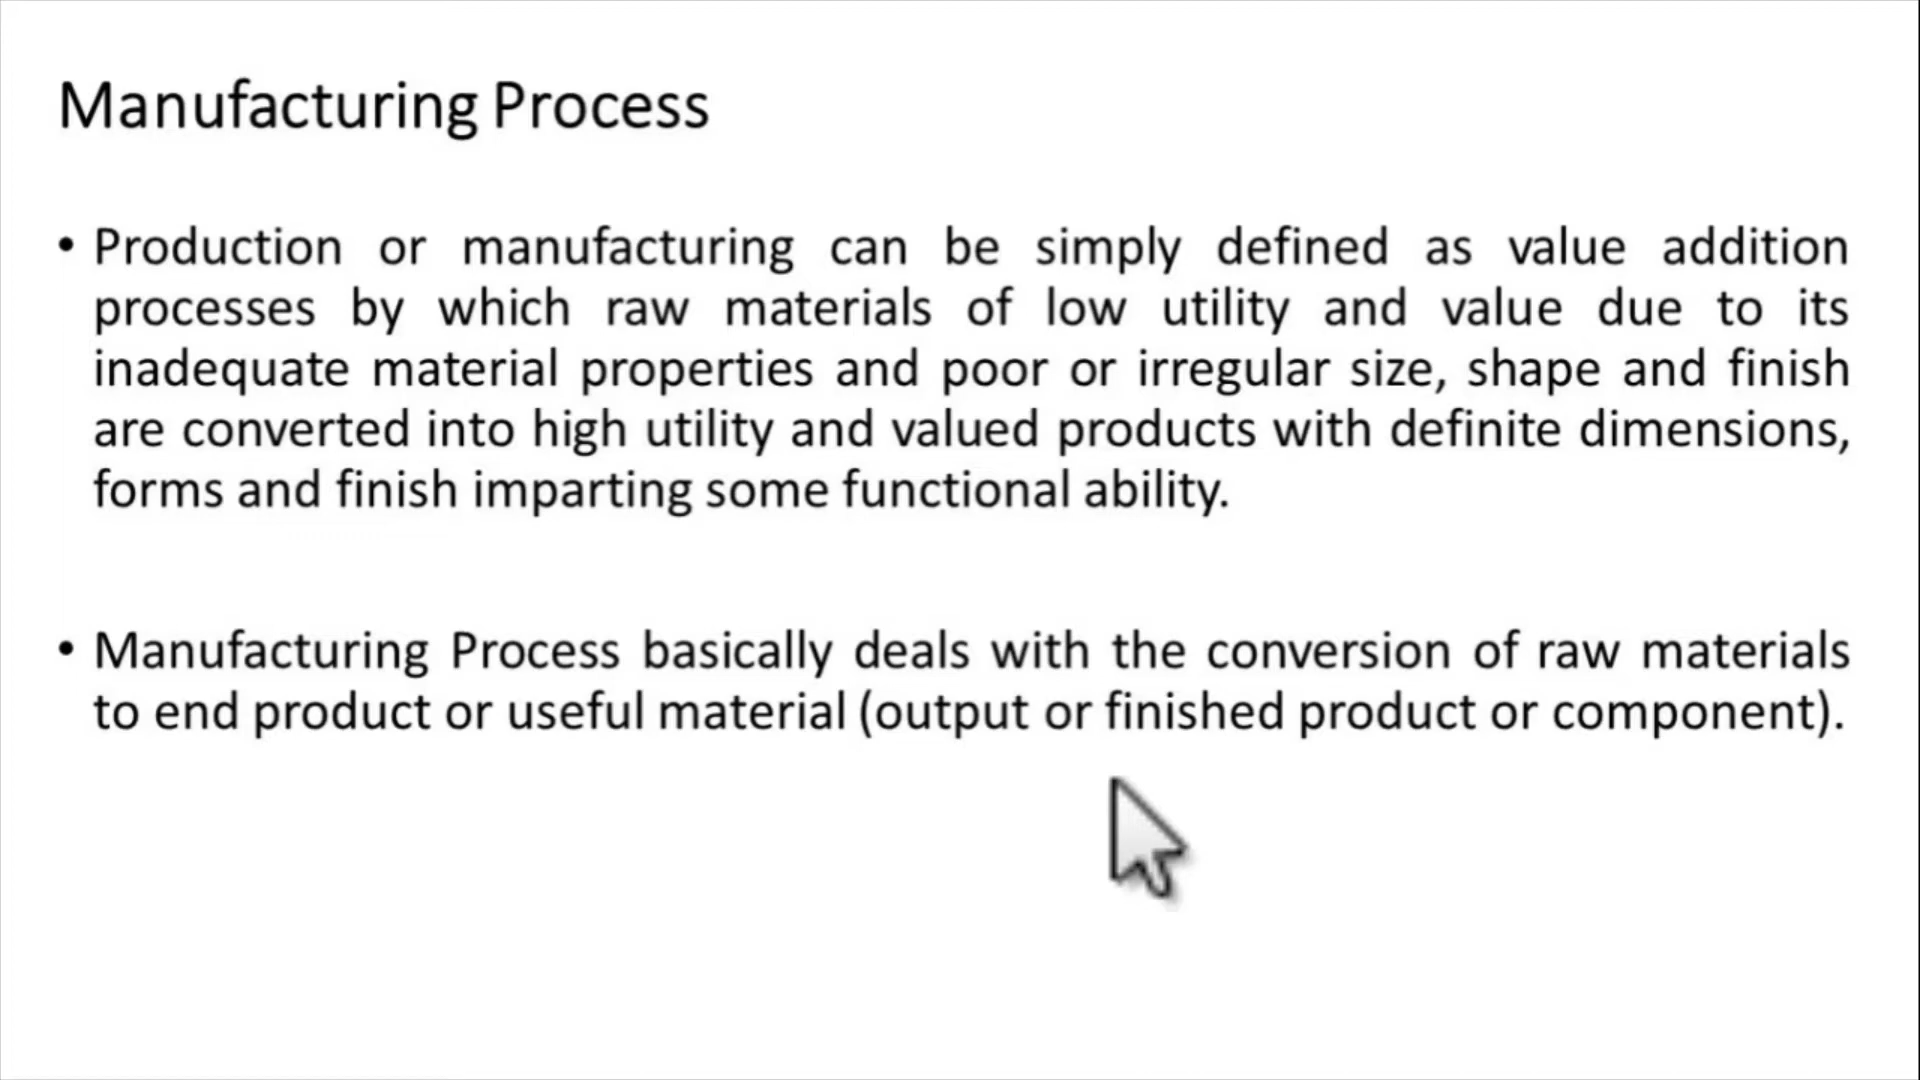 Manufacturing Process
• Production or manufacturing can be simply defined as value addition
processes by which raw materials of low utility and value due to its
inadequate material properties and poor or irregular size, shape and finish
are converted into high utility and valued products with definite dimensions,
forms and finish imparting some functional ability.
• Manufacturing Process basically deals with the conversion of raw materials
to end product or useful material (output or finished product or component).